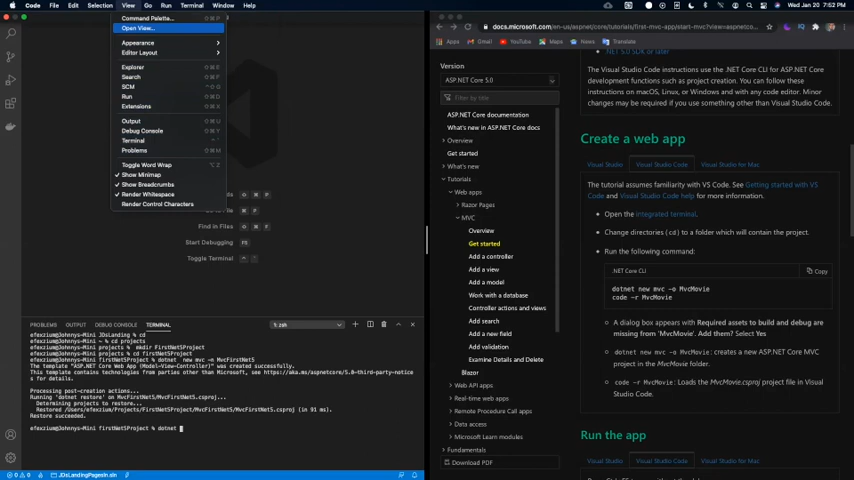 Code File Edit Selection View Go Run Terminal Window Help
Wed Jan 20 7:52 PM
Command Palette... ⇧⌘P
Open View...
Appearance
Editor Layout
Explorer ⇧⌘E
Search ⇧⌘F
SCM ⌃⇧G
Run ⇧⌘D
Extensions ⇧⌘X
Output ⇧⌘U
Debug Console ⇧⌘Y
Terminal ⌃`
Problems ⇧⌘M
Toggle Word Wrap ⌥Z
✓ Show Minimap
✓ Show Breadcrumbs
✓ Render Whitespace
Render Control Characters
Find in Files ⇧ ⌘ F
Start Debugging F5
Toggle Terminal ⌃ `
PROBLEMS OUTPUT DEBUG CONSOLE TERMINAL
1: zsh
efexzium@Johnys-Mini JDsLanding % cd
efexzium@Johnys-Mini ~ % cd projects
efexzium@Johnys-Mini projects % mkdir FirstNet5Project
efexzium@Johnys-Mini projects % cd firstNet5Project
efexzium@Johnys-Mini firstNet5Project % dotnet new mvc -n MvcFirstNet5
The template "ASP.NET Core Web App (Model-View-Controller)" was created successfully.
This template contains technologies from parties other than Microsoft, see https://aka.ms/aspnetcore/5.0-third-party-notice
s for details.
Processing post-creation actions...
Running 'dotnet restore' on MvcFirstNet5/MvcFirstNet5.csproj...
Determining projects to restore...
Restored /Users/efexzium/Projects/FirstNet5Project/MvcFirstNet5/MvcFirstNet5.csproj (in 91 ms).
Restore succeeded.
efexzium@Johnys-Mini firstNet5Project % dotnet
0 0 JDsLandingPagesln.sln
docs.microsoft.com/en-us/aspnet/core/tutorials/first-mvc-app/start-mvc?view=aspnetco...
Apps Gmail YouTube Maps Translate
Version
ASP.NET Core 5.0
Filter by title
ASP.NET Core documentation
What's new in ASP.NET Core docs
Overview
Get started
What's new
Tutorials
Web apps
Razor Pages
MVC
Overview
Get started
Add a controller
Add a view
Add a model
Work with a database
Controller actions and views
Add search
Add a new field
Add validation
Examine Details and Delete
Blazor
Web API apps
Real-time web apps
Remote Procedure Call apps
Data access
Microsoft Learn modules
Fundamentals
Download PDF
.NET 5.0 SDK or later
The Visual Studio Code instructions use the .NET Core CLI for ASP.NET Core
development functions such as project creation. You can follow these
instructions on macOS, Linux, or Windows and with any code editor. Minor
changes may be required if you use something other than Visual Studio Code.
Create a web app
Visual Studio Visual Studio Code Visual Studio for Mac
The tutorial assumes familiarity with VS Code. See Getting started with VS
Code and Visual Studio Code help for more information.
• Open the integrated terminal.
• Change directories (cd) to a folder which will contain the project.
• Run the following command:
.NET Core CLI Copy
dotnet new mvc -o MvcMovie
code -r MvcMovie
A dialog box appears with Required assets to build and debug are
missing from 'MvcMovie'. Add them? Select Yes
dotnet new mvc -o MvcMovie: creates a new ASP.NET Core MVC
project in the MvcMovie folder.
code -r MvcMovie: Loads the MvcMovie.csproj project file in Visual
Studio Code.
Run the app
Visual Studio Visual Studio Code Visual Studio for Mac